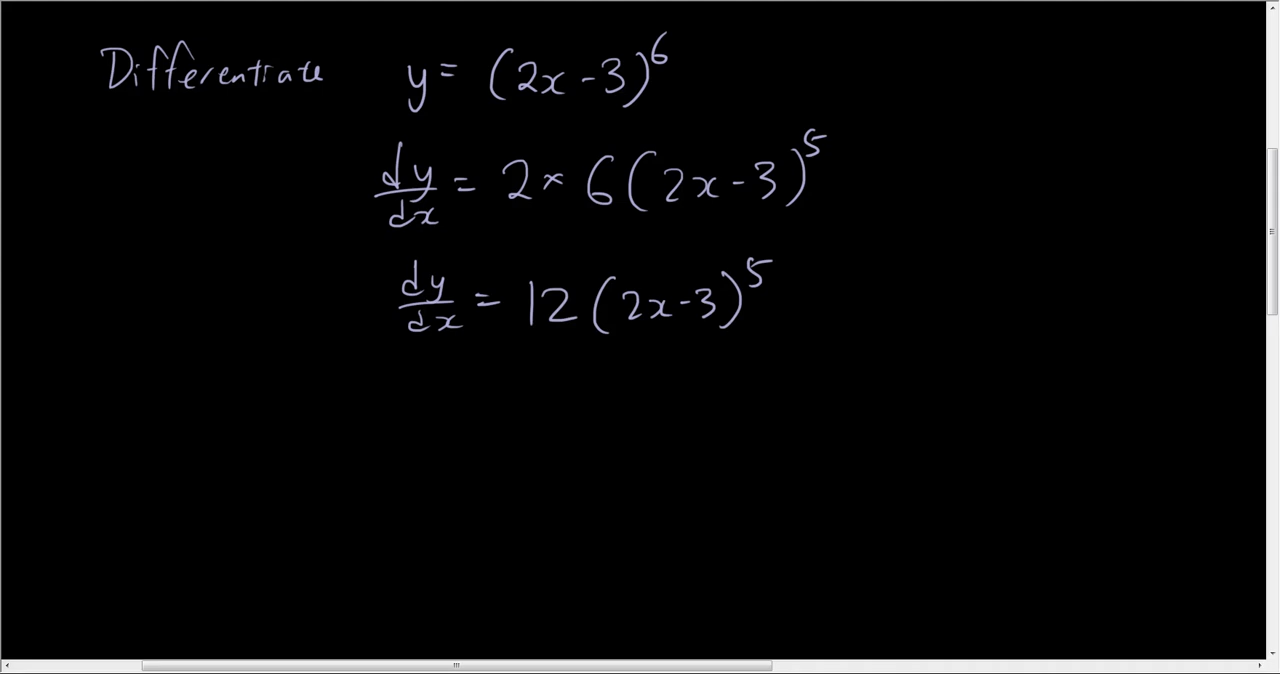 Differentiate y = (2x - 3)^6
dy/dx = 2 × 6(2x - 3)^5
dy/dx = 12(2x - 3)^5